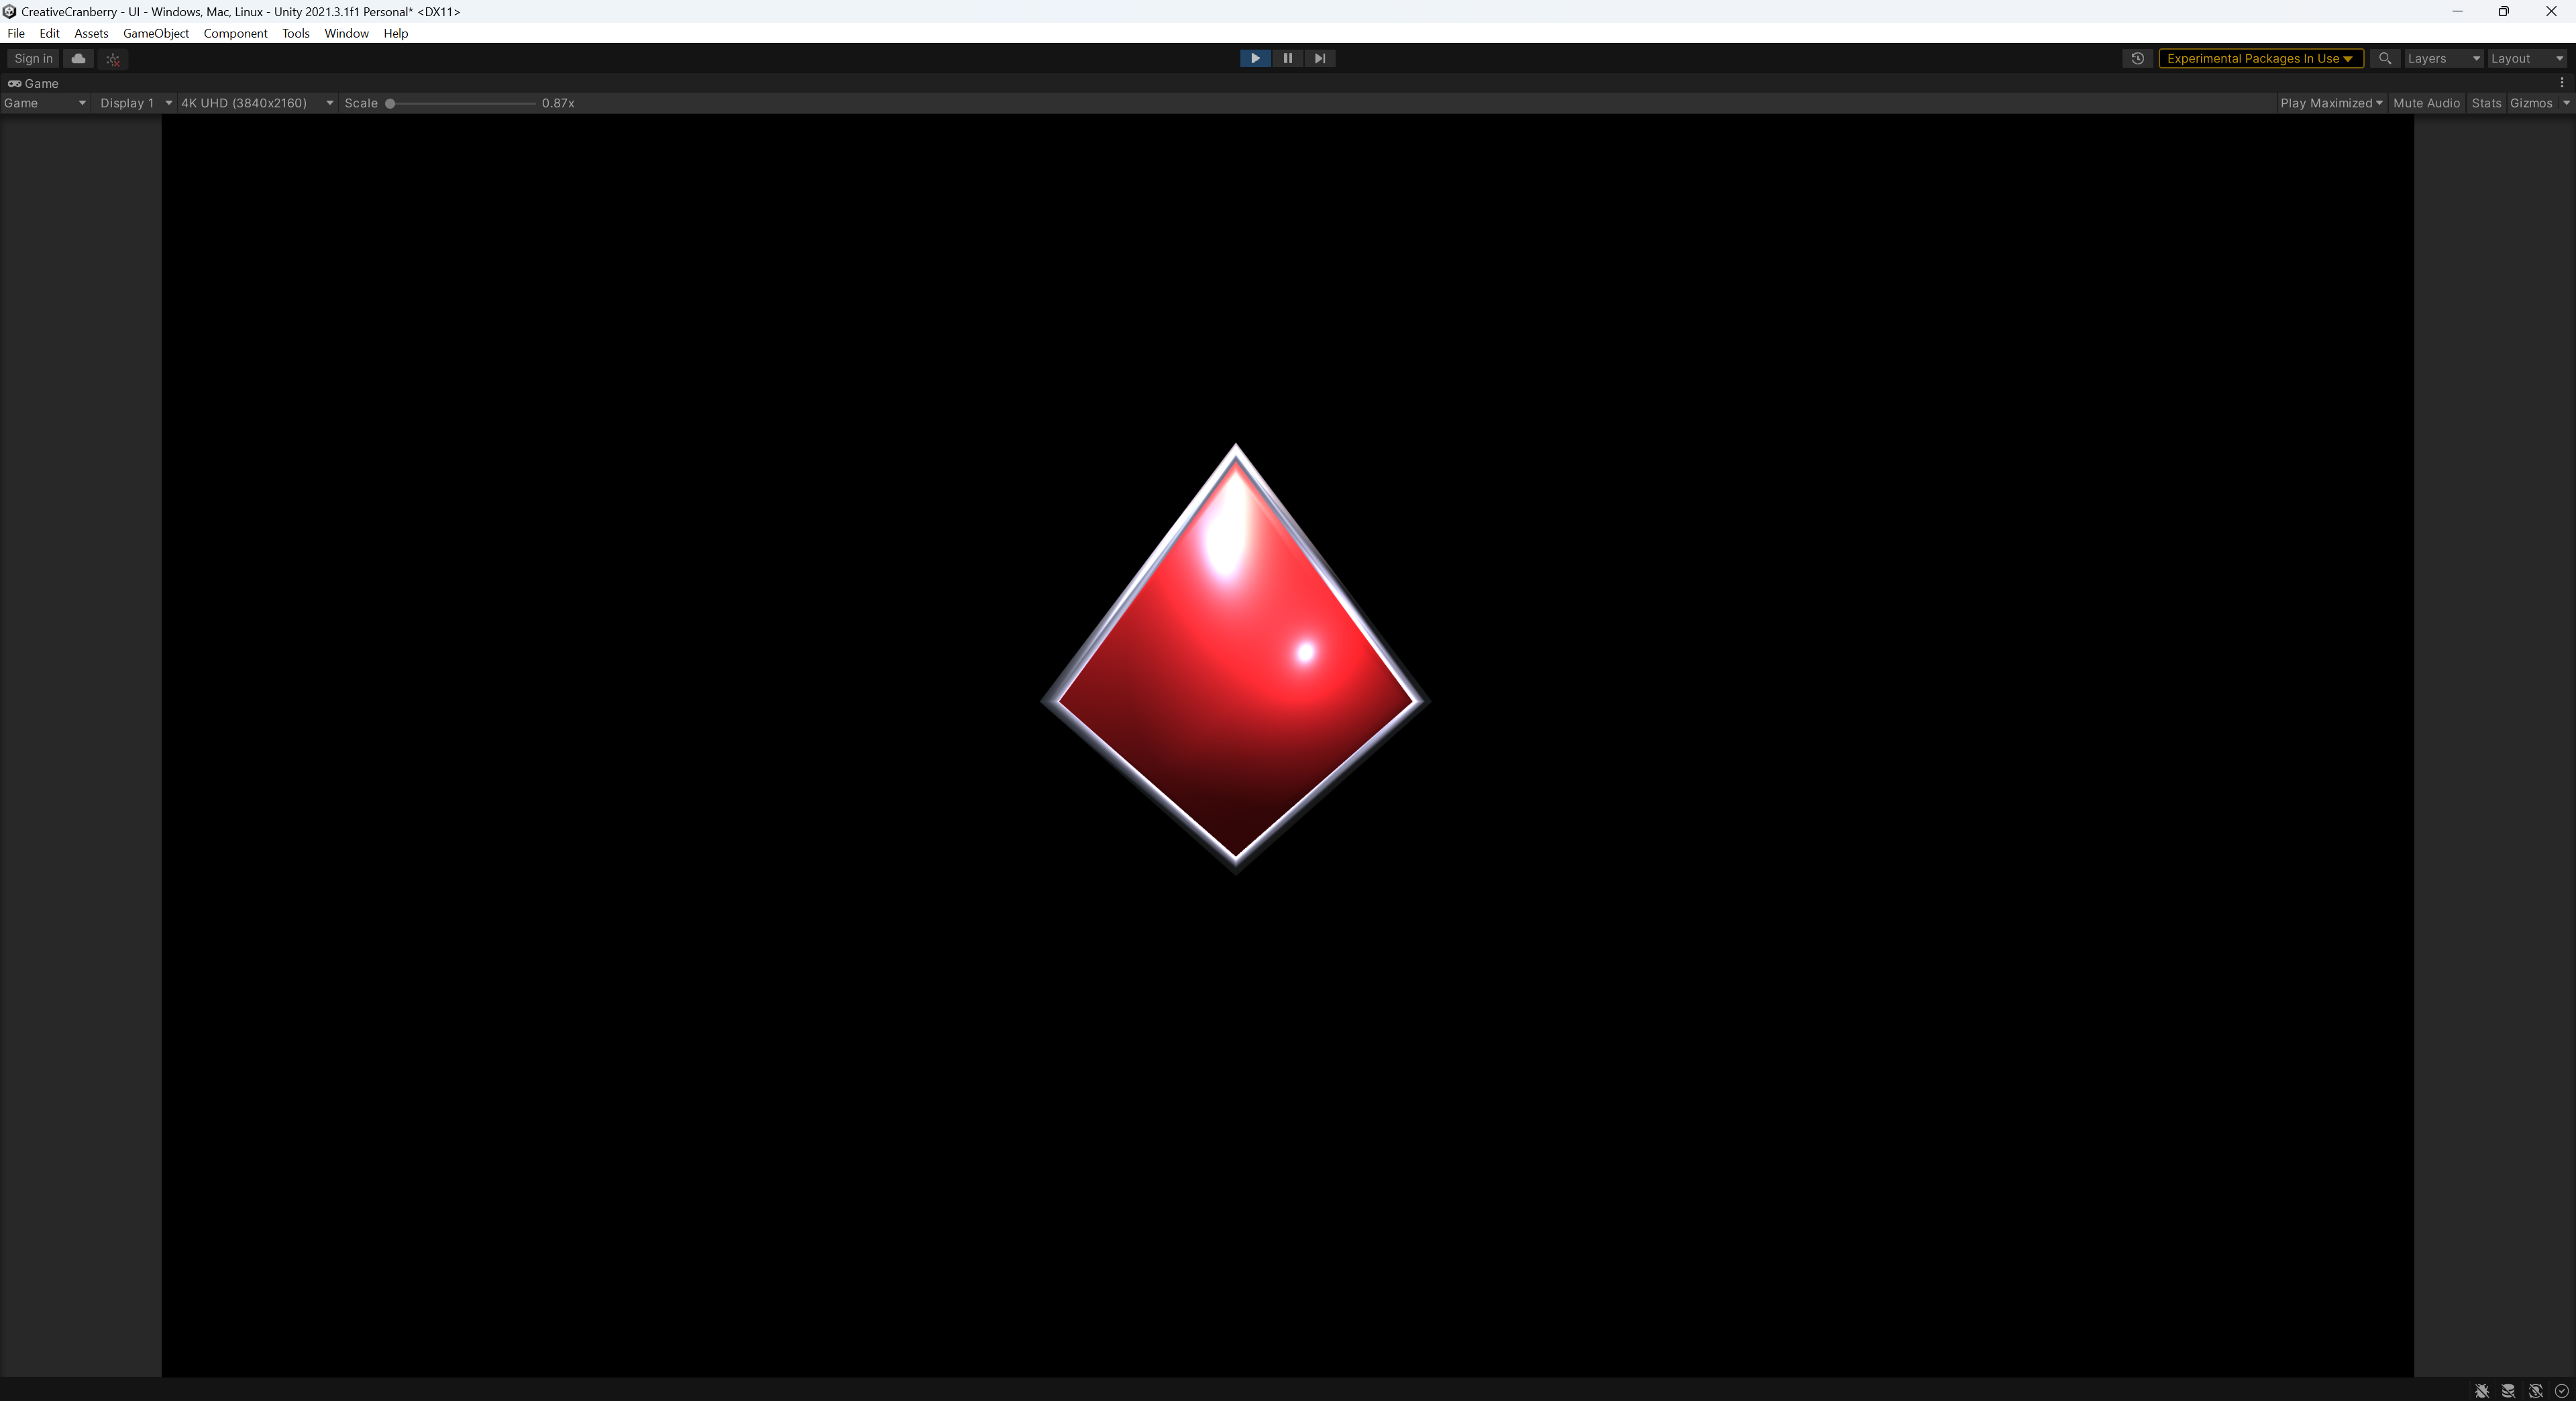 CreativeCranberry - UI - Windows, Mac, Linux - Unity 2021.3.1f1 Personal* <DX11>
File Edit Assets GameObject Component Tools Window Help
Sign in Experimental Packages In Use Layers Layout
Game
Game Display 1 4K UHD (3840x2160) Scale 0.87x Play Maximized Mute Audio Stats Gizmos